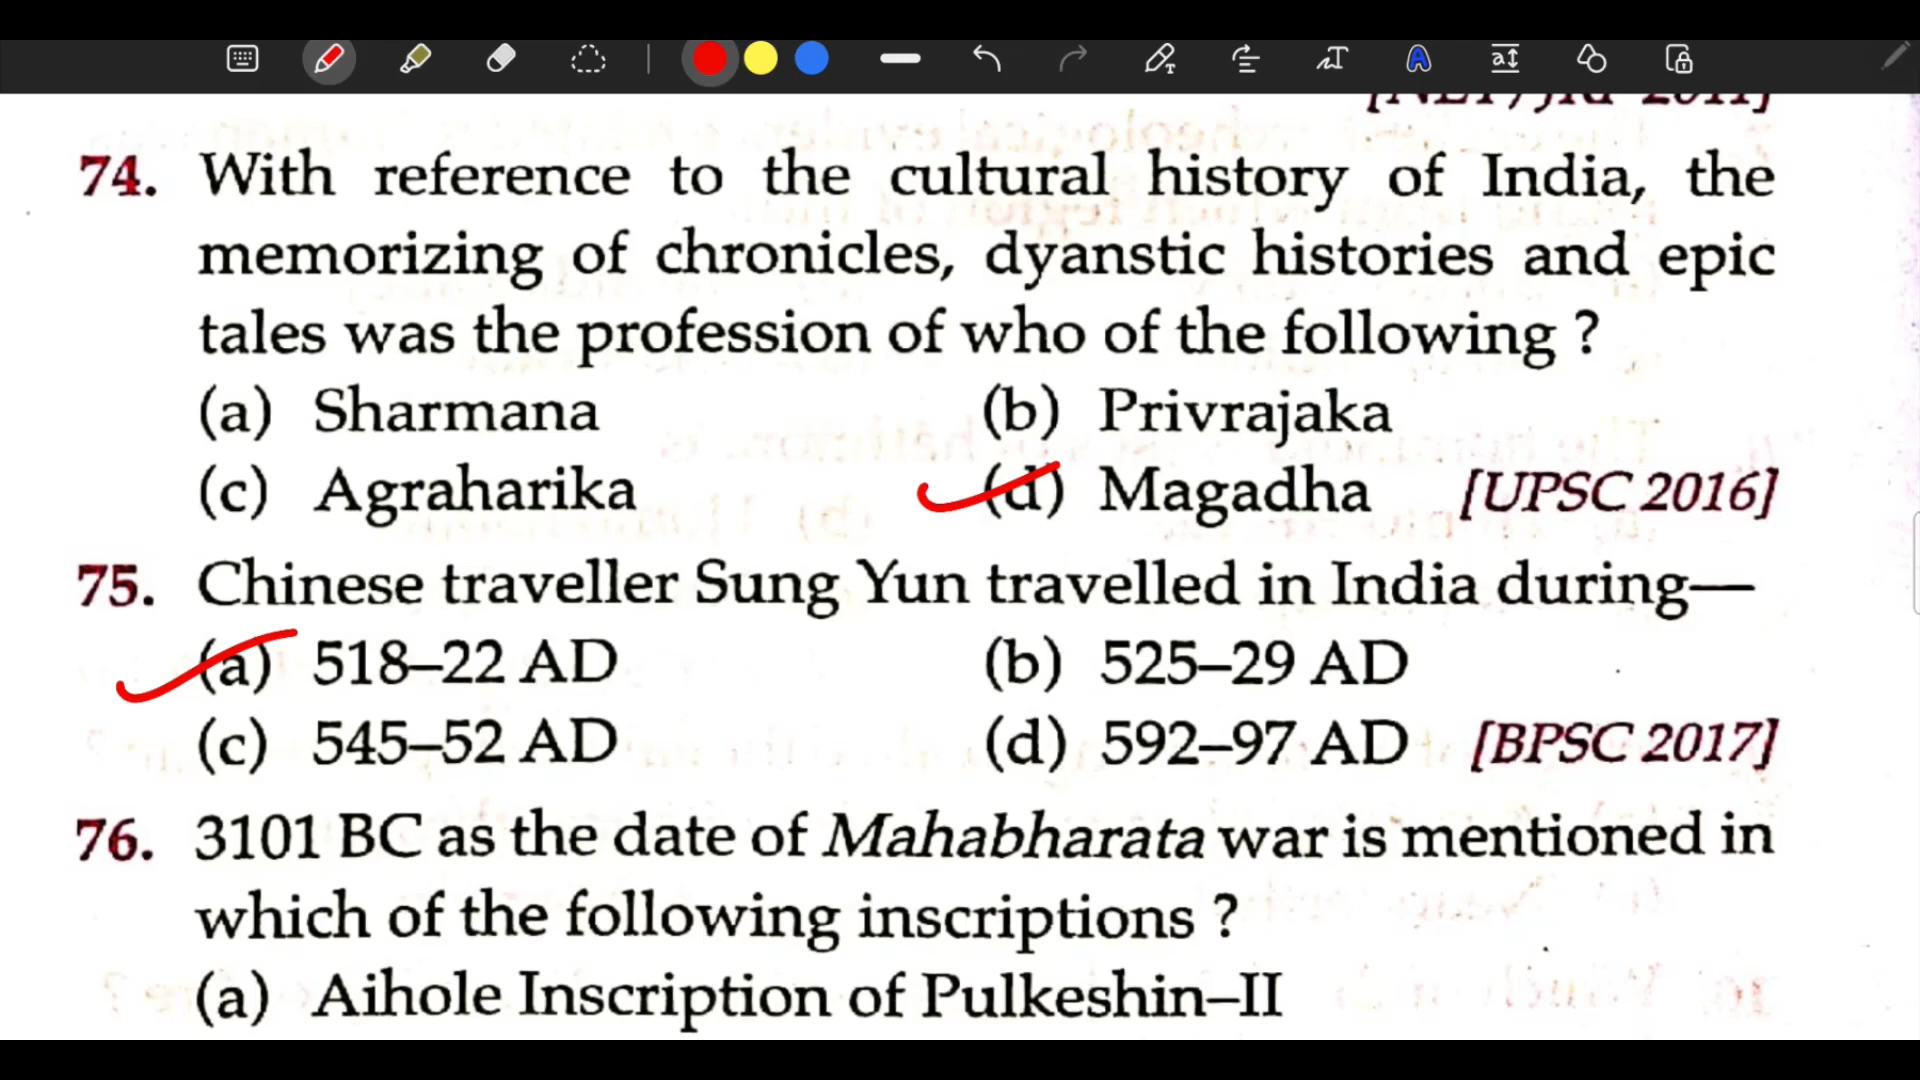 74. With reference to the cultural history of India, the
memorizing of chronicles, dyanstic histories and epic
tales was the profession of who of the following ?
(a) Sharmana (b) Privrajaka
(c) Agraharika (d) Magadha [UPSC 2016]
75. Chinese traveller Sung Yun travelled in India during—
(a) 518–22 AD (b) 525–29 AD
(c) 545–52 AD (d) 592–97 AD [BPSC 2017]
76. 3101 BC as the date of Mahabharata war is mentioned in
which of the following inscriptions ?
(a) Aihole Inscription of Pulkeshin–II